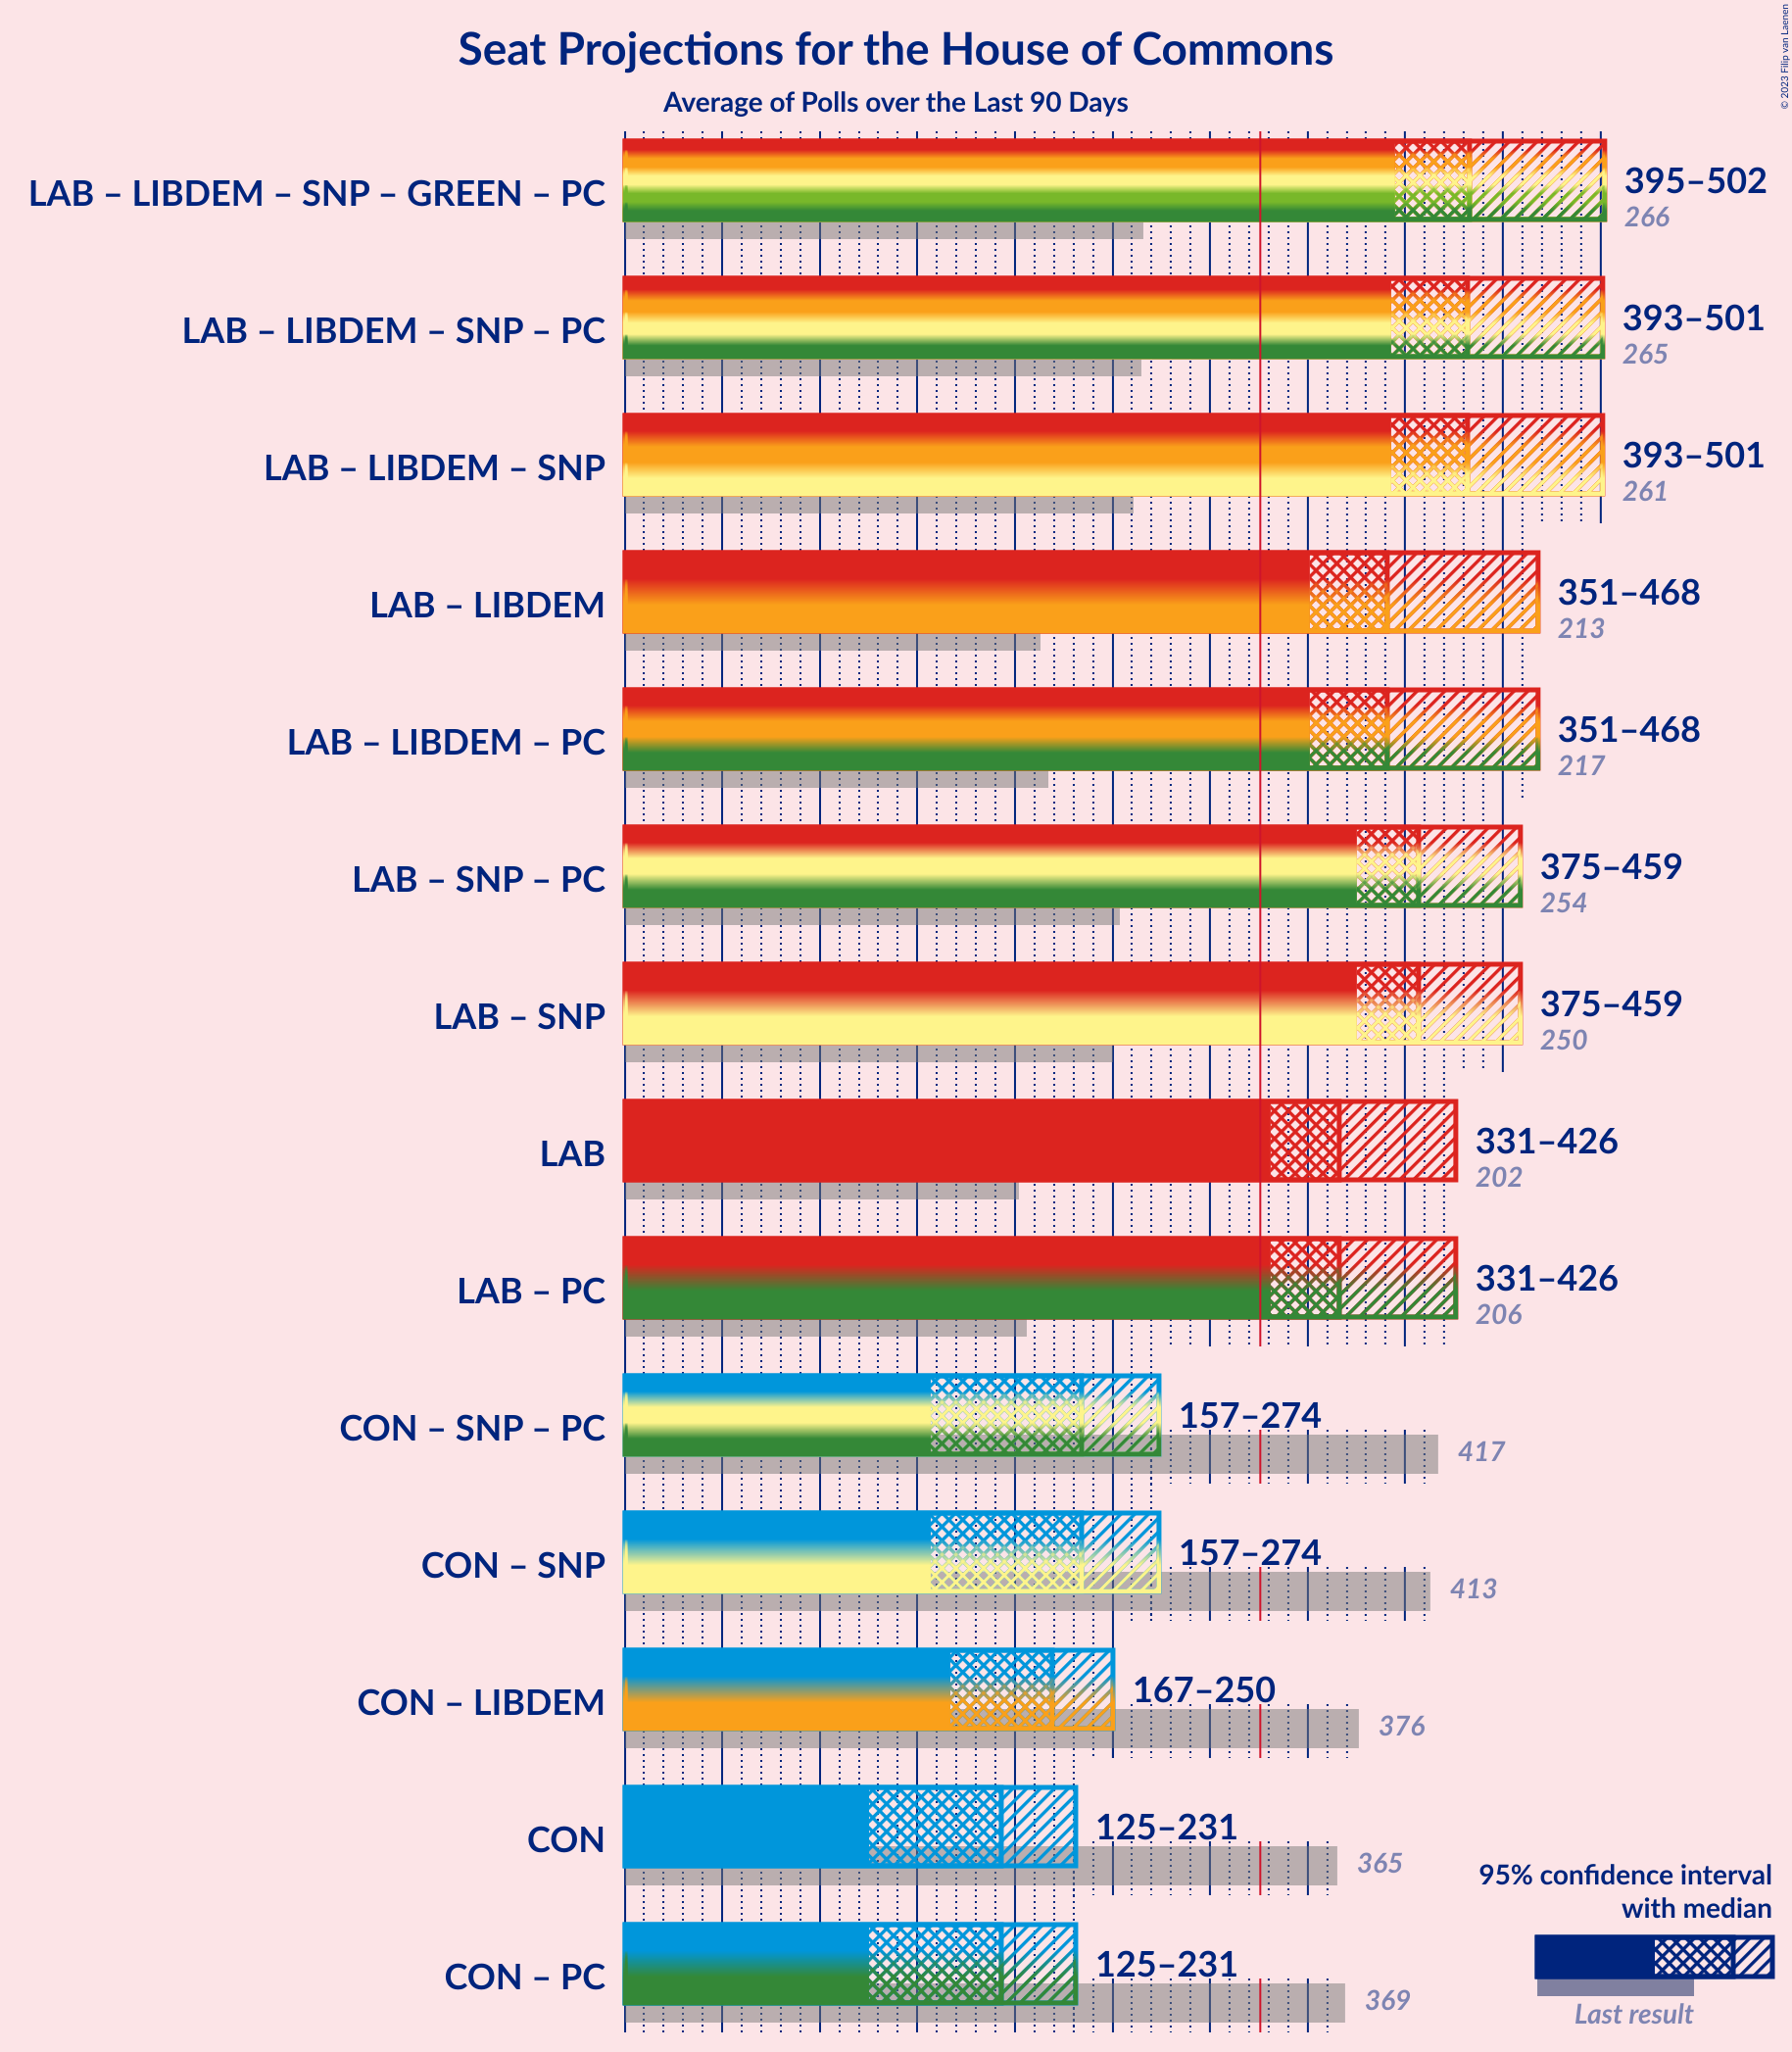 © 2023 Filip van Laenen
Seat Projections for the House of Commons
Average of Polls over the Last 90 Days
LAB – LIBDEM – SNP – GREEN – PC
395–502
266
LAB – LIBDEM – SNP – PC
393–501
265
LAB – LIBDEM – SNP
393–501
261
LAB – LIBDEM
351–468
213
LAB – LIBDEM – PC
351–468
217
LAB – SNP – PC
375–459
254
LAB – SNP
375–459
250
LAB
331–426
202
LAB – PC
331–426
206
CON – SNP – PC
157–274
417
CON – SNP
157–274
413
CON – LIBDEM
167–250
376
CON
125–231
365
CON – PC
125–231
369
95% confidence interval
with median
Last result